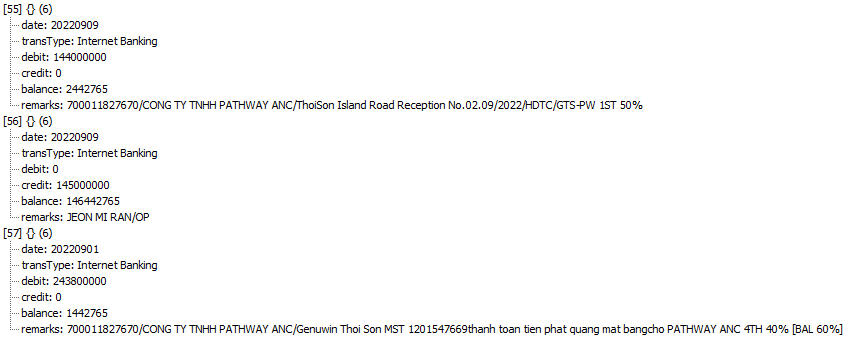 [55] {} (6)
date: 20220909
transType: Internet Banking
debit: 144000000
credit: 0
balance: 2442765
remarks: 700011827670/CONG TY TNHH PATHWAY ANC/ThoiSon Island Road Reception No.02.09/2022/HDTC/GTS-PW 1ST 50%
[56] {} (6)
date: 20220909
transType: Internet Banking
debit: 0
credit: 145000000
balance: 146442765
remarks: JEON MI RAN/OP
[57] {} (6)
date: 20220901
transType: Internet Banking
debit: 243800000
credit: 0
balance: 1442765
remarks: 700011827670/CONG TY TNHH PATHWAY ANC/Genuwin Thoi Son MST 1201547669thanh toan tien phat quang mat bangcho PATHWAY ANC 4TH 40% [BAL 60%]